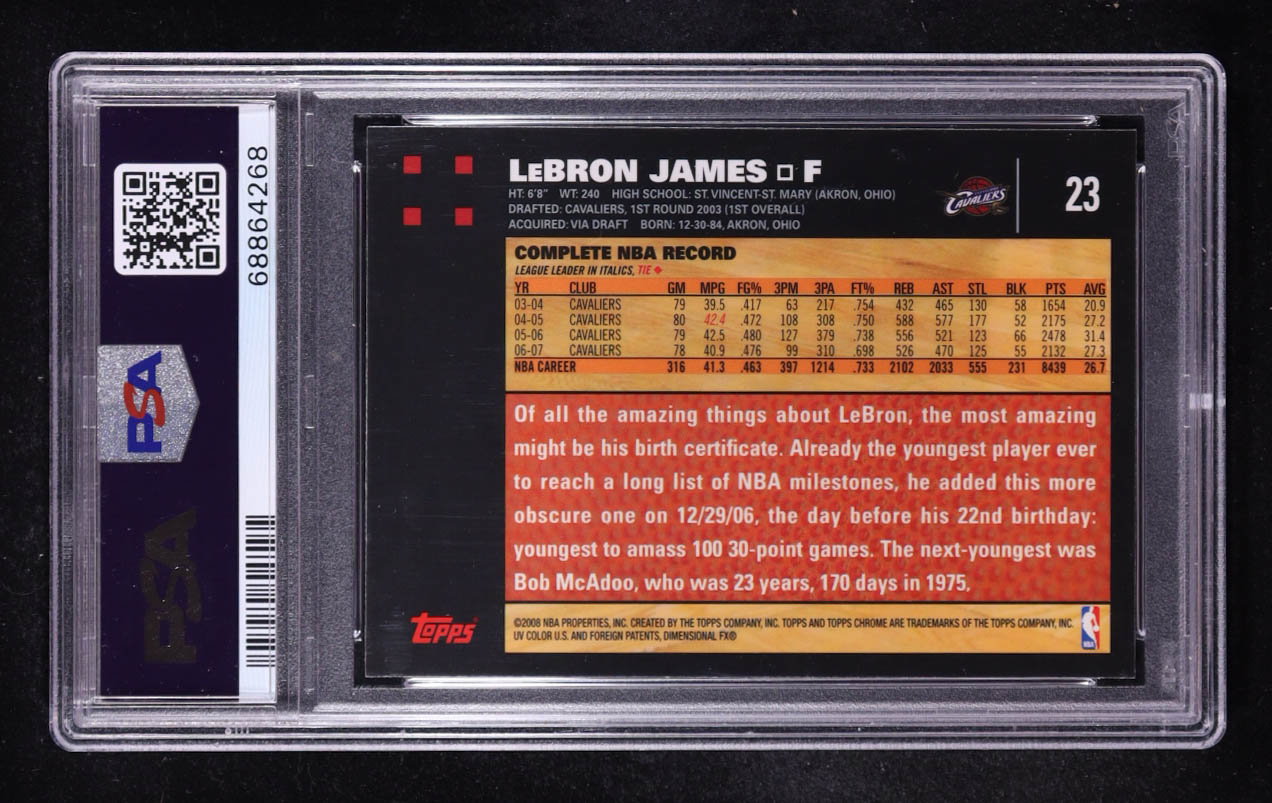 68864268
PSA
PSA
LEBRON JAMES □ F
HT: 6'8" WT: 240 HIGH SCHOOL: ST. VINCENT-ST. MARY (AKRON, OHIO)
DRAFTED: CAVALIERS, 1ST ROUND 2003 (1ST OVERALL)
ACQUIRED: VIA DRAFT BORN: 12-30-84, AKRON, OHIO
CAVALIERS
23
COMPLETE NBA RECORD
LEAGUE LEADER IN ITALICS, TIE ◆
YR CLUB GM MPG FG% 3PM 3PA FT% REB AST STL BLK PTS AVG
03-04 CAVALIERS 79 39.5 .417 63 217 .754 432 465 130 58 1654 20.9
04-05 CAVALIERS 80 42.4 .472 108 308 .750 588 577 177 52 2175 27.2
05-06 CAVALIERS 79 42.5 .480 127 379 .738 556 521 123 66 2478 31.4
06-07 CAVALIERS 78 40.9 .476 99 310 .698 526 470 125 55 2132 27.3
NBA CAREER 316 41.3 .463 397 1214 .733 2102 2033 555 231 8439 26.7
Of all the amazing things about LeBron, the most amazing
might be his birth certificate. Already the youngest player ever
to reach a long list of NBA milestones, he added this more
obscure one on 12/29/06, the day before his 22nd birthday:
youngest to amass 100 30-point games. The next-youngest was
Bob McAdoo, who was 23 years, 170 days in 1975.
Topps
©2008 NBA PROPERTIES, INC. CREATED BY THE TOPPS COMPANY, INC. TOPPS AND TOPPS CHROME ARE TRADEMARKS OF THE TOPPS COMPANY, INC.
UV COLOR U.S. AND FOREIGN PATENTS, DIMENSIONAL FX®
NBA